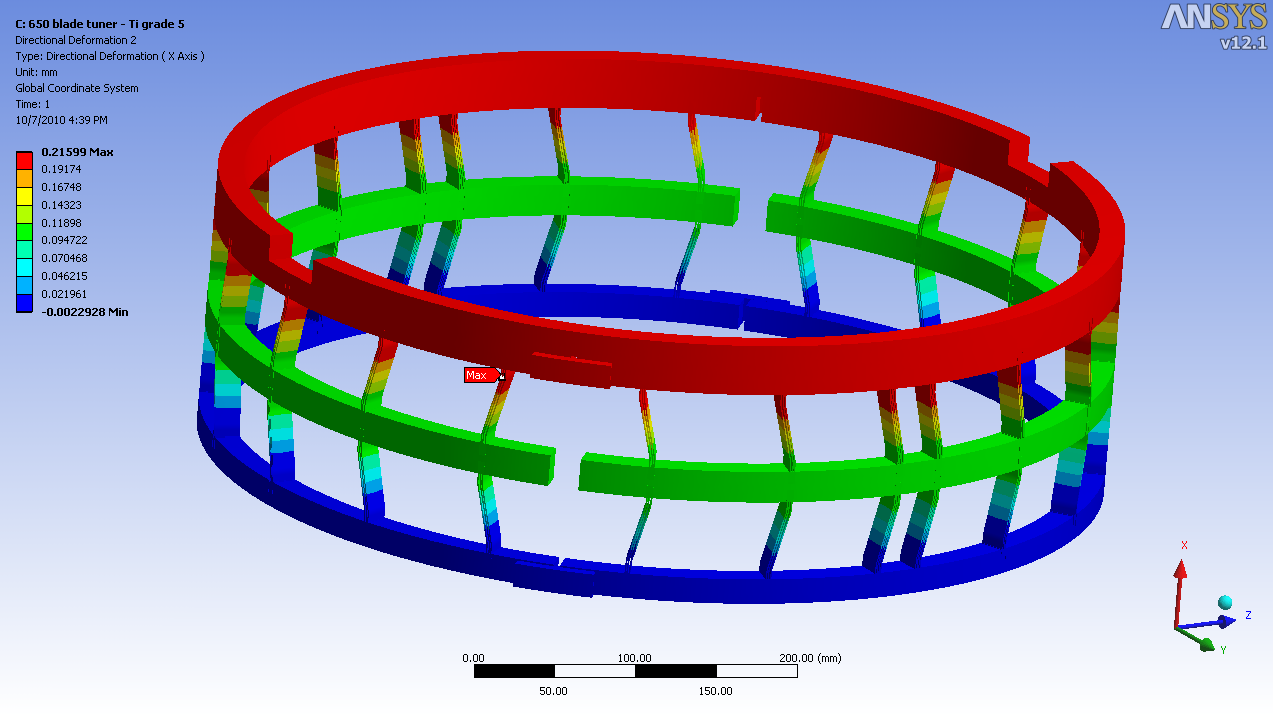 C: 650 blade tuner - Ti grade 5
Directional Deformation 2
Type: Directional Deformation ( X Axis )
Unit: mm
Global Coordinate System
Time: 1
10/7/2010 4:39 PM
0.21599 Max
0.19174
0.16748
0.14323
0.11898
0.094722
0.070468
0.046215
0.021961
-0.0022928 Min
ANSYS
v12.1
Max
X
Z
Y
0.00 100.00 200.00 (mm)
50.00 150.00